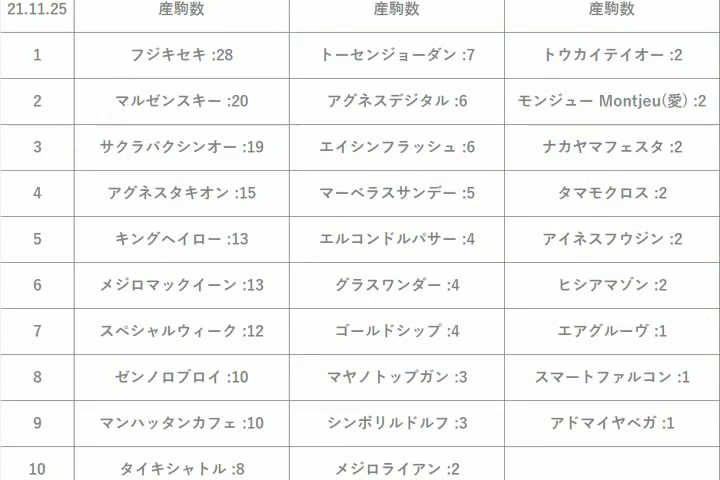 21.11.25 産駒数 産駒数 産駒数
1 フジキセキ :28 トーセンジョーダン :7 トウカイテイオー :2
2 マルゼンスキー :20 アグネスデジタル :6 モンジュー Montjeu(愛) :2
3 サクラバクシンオー :19 エイシンフラッシュ :6 ナカヤマフェスタ :2
4 アグネスタキオン :15 マーベラスサンデー :5 タマモクロス :2
5 キングヘイロー :13 エルコンドルパサー :4 アイネスフウジン :2
6 メジロマックイーン :13 グラスワンダー :4 ヒシアマゾン :2
7 スペシャルウィーク :12 ゴールドシップ :4 エアグルーヴ :1
8 ゼンノロブロイ :10 マヤノトップガン :3 スマートファルコン :1
9 マンハッタンカフェ :10 シンボリルドルフ :3 アドマイヤベガ :1
10 タイキシャトル :8 メジロライアン :2